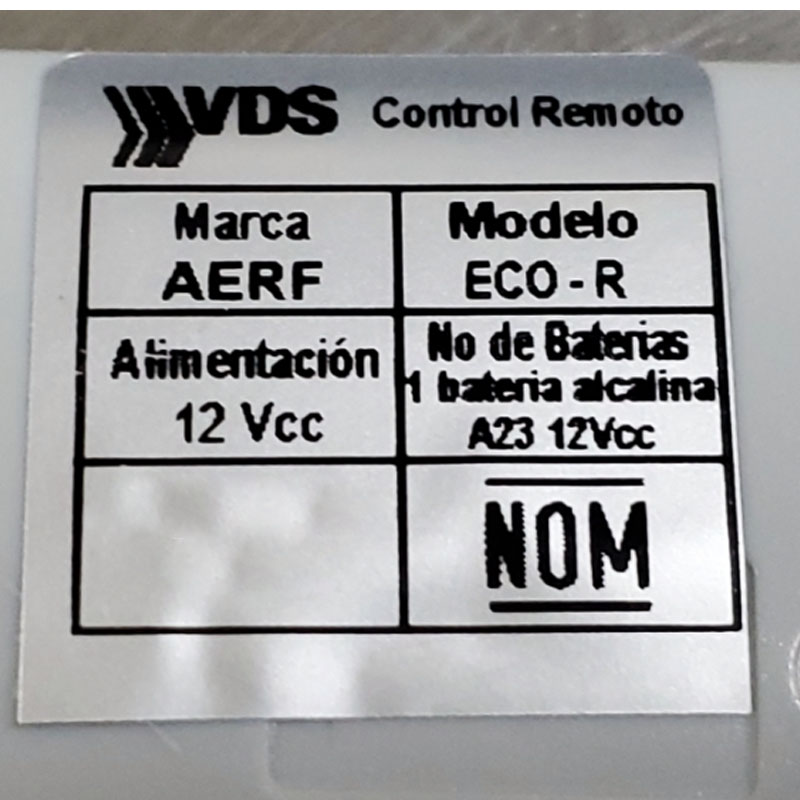 VDS Control Remoto
Marca
AERF
Modelo
ECO-R
Alimentación
12 Vcc
No de Baterias
1 bateria alcalina
A23 12Vcc
NOM